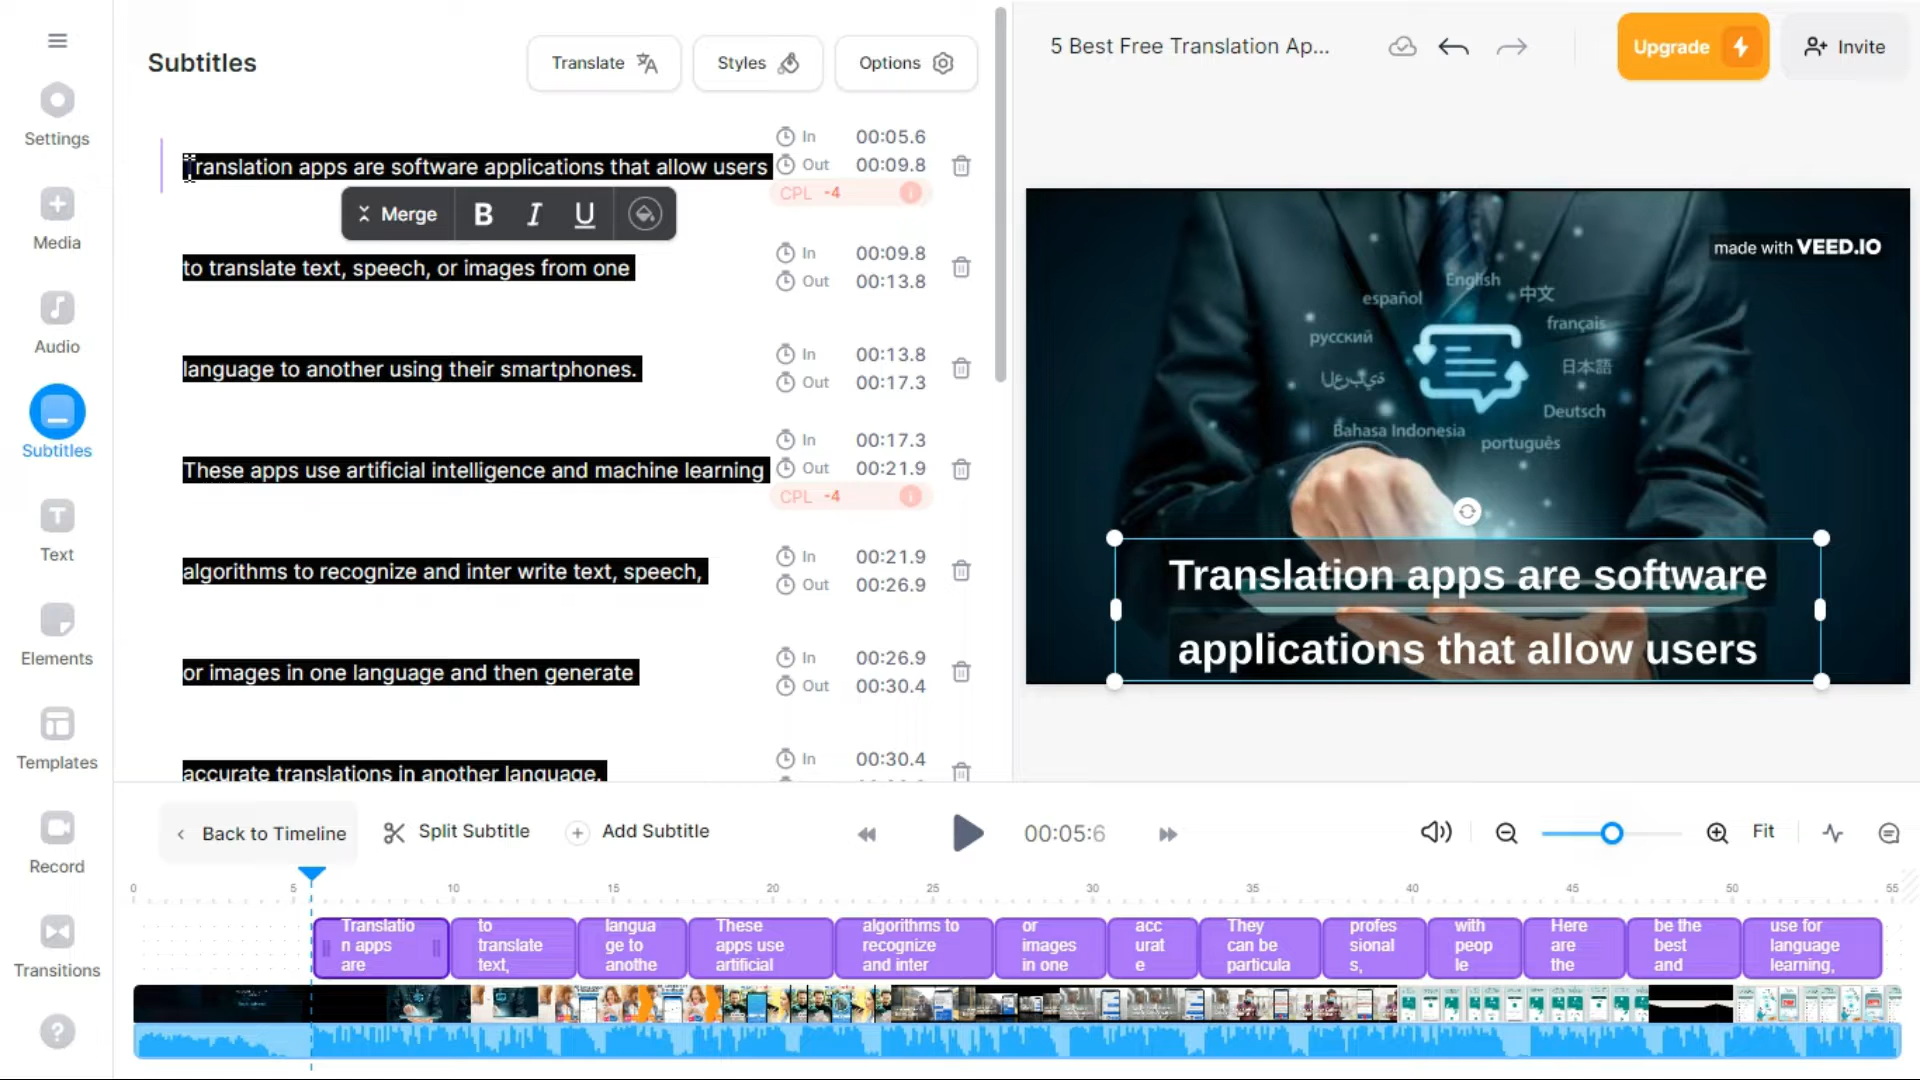 Subtitles
Translate
Styles
Options
5 Best Free Translation Ap...
Upgrade
Invite
Settings
Media
Audio
Subtitles
Text
Elements
Templates
Record
Transitions
?
Translation apps are software applications that allow users
In 00:05.6
Out 00:09.8
CPL -4
Merge B I U
to translate text, speech, or images from one
In 00:09.8
Out 00:13.8
language to another using their smartphones.
In 00:13.8
Out 00:17.3
These apps use artificial intelligence and machine learning
In 00:17.3
Out 00:21.9
CPL -4
algorithms to recognize and inter write text, speech,
In 00:21.9
Out 00:26.9
or images in one language and then generate
In 00:26.9
Out 00:30.4
accurate translations in another language.
In 00:30.4
made with VEED.IO
English
español
中文
русский
français
日本語
Deutsch
Bahasa Indonesia
português
Translation apps are software
applications that allow users
Back to Timeline
Split Subtitle
Add Subtitle
00:05:6
Fit
0 5 10 15 20 25 30 35 40 45 50 55
Translatio
n apps
are
to
translate
text,
langua
ge to
anothe
These
apps use
artificial
algorithms to
recognize
and inter
or
images
in one
acc
urat
e
They
can be
particula
profes
sional
s,
with
peop
le
Here
are
the
be the
best
and
use for
language
learning,